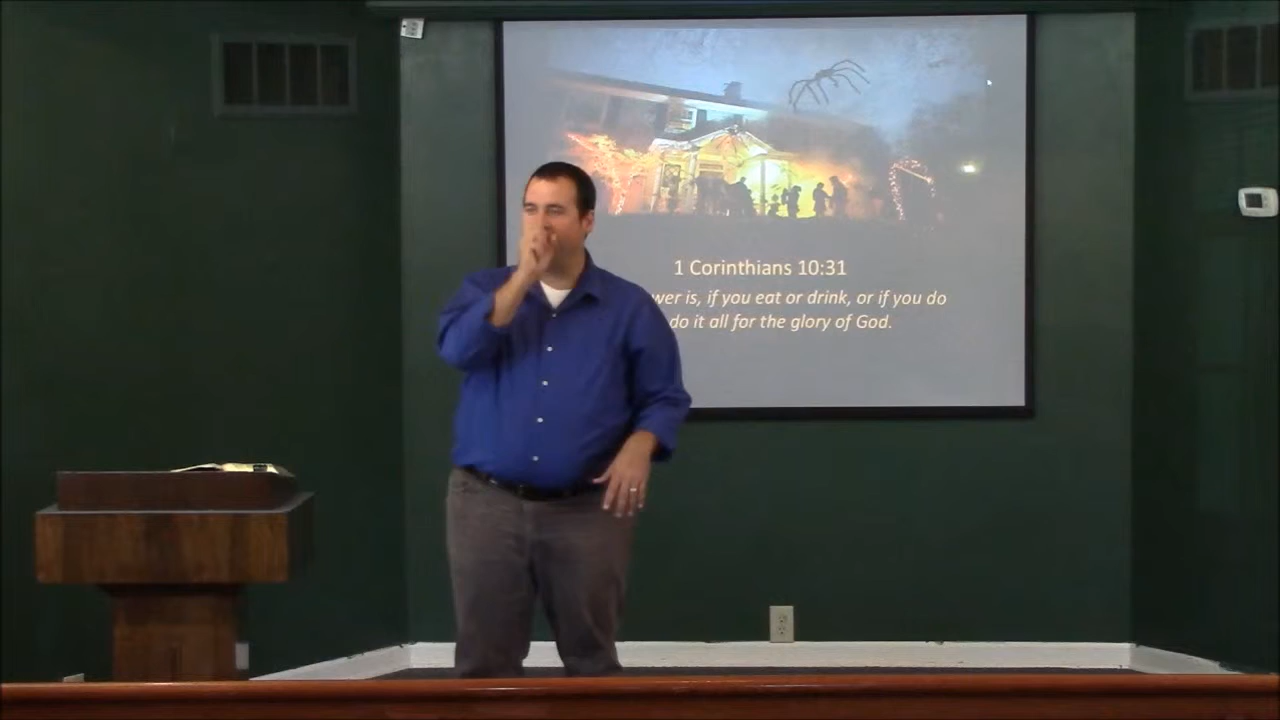 1 Corinthians 10:31
is, if you eat or drink, or if you do
do it all for the glory of God.